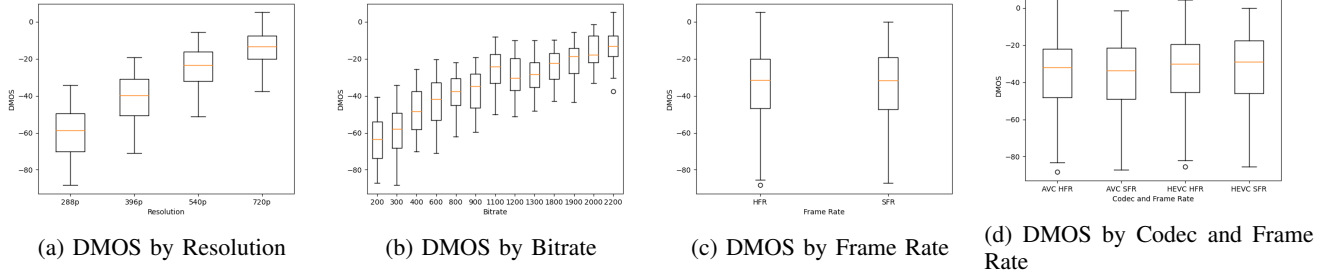 0
−20
−40
−60
−80
DMOS
288p 396p 540p 720p
Resolution
(a) DMOS by Resolution
0
−20
−40
−60
−80
DMOS
200 300 400 600 800 900 1100 1200 1300 1800 1900 2000 2200
Bitrate
(b) DMOS by Bitrate
0
−20
−40
−60
−80
DMOS
HFR SFR
Frame Rate
(c) DMOS by Frame Rate
0
−20
−40
−60
−80
DMOS
AVC HFR AVC SFR HEVC HFR HEVC SFR
Codec and Frame Rate
(d) DMOS by Codec and Frame
Rate